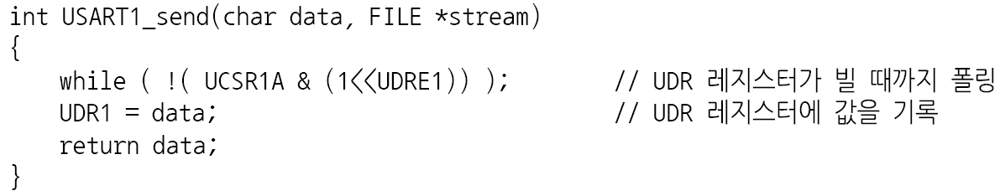 int USART1_send(char data, FILE *stream)
{
    while ( !( UCSR1A & (1<<UDRE1)) );        // UDR 레지스터가 빌 때까지 폴링
    UDR1 = data;                              // UDR 레지스터에 값을 기록
    return data;
}